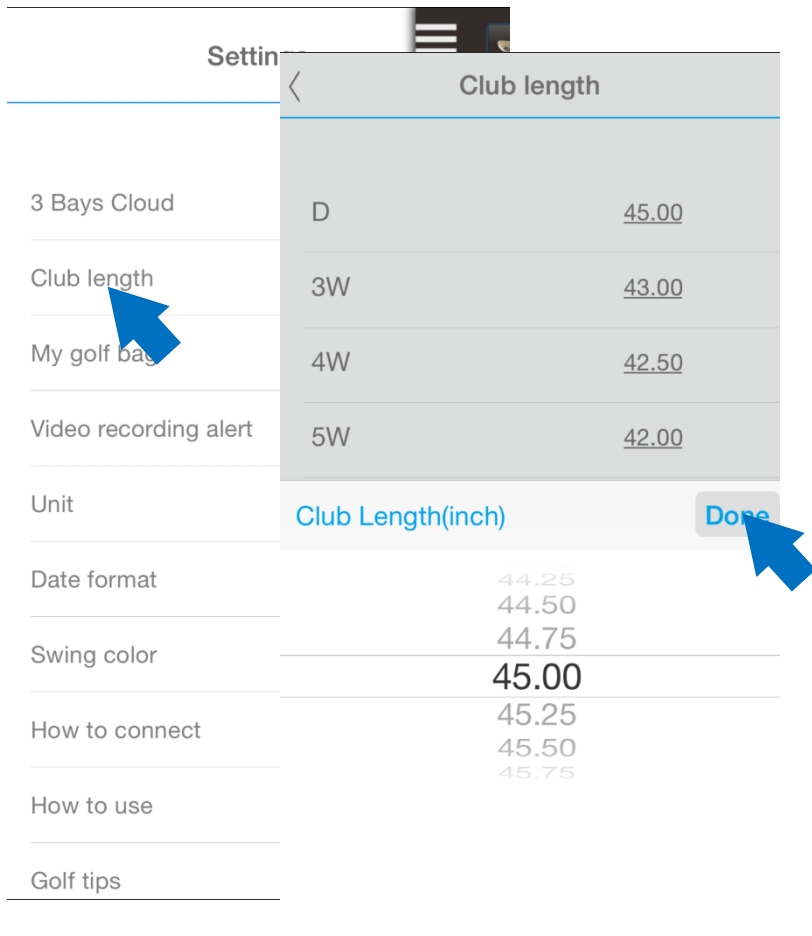 Settings
3 Bays Cloud
Club length
My golf bag
Video recording alert
Unit
Date format
Swing color
How to connect
How to use
Golf tips
Club length
D 45.00
3W 43.00
4W 42.50
5W 42.00
Club Length(inch) Done
44.25
44.50
44.75
45.00
45.25
45.50
45.75